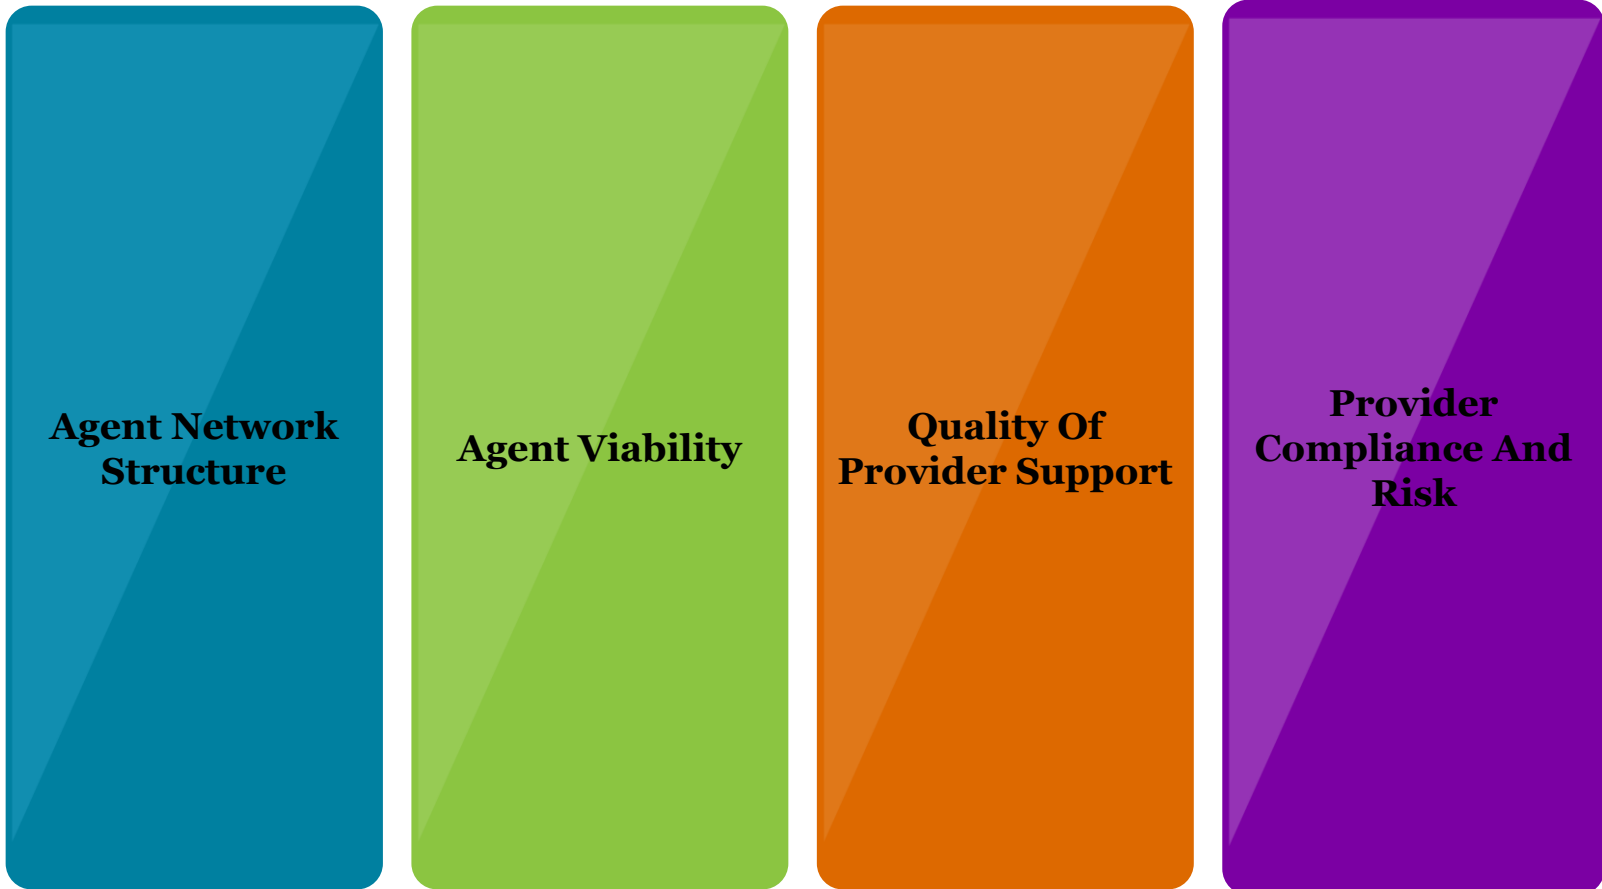 Agent Network
Structure
Agent Viability
Quality Of
Provider Support
Provider
Compliance And
Risk